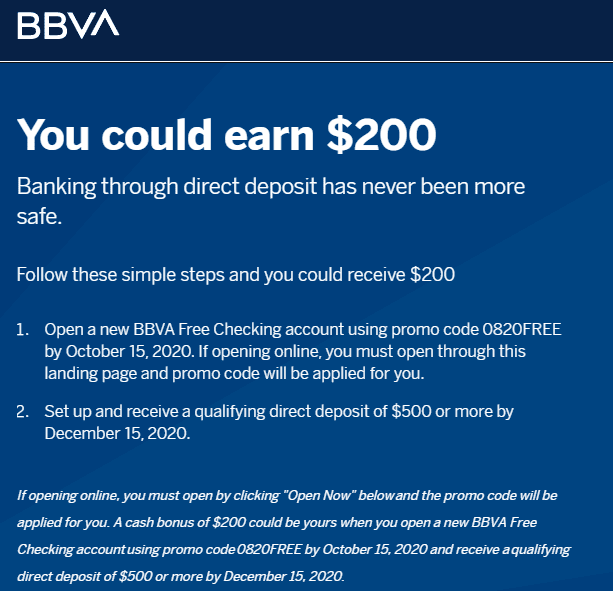 BBVA
You could earn $200
Banking through direct deposit has never been more
safe.
Follow these simple steps and you could receive $200
1. Open a new BBVA Free Checking account using promo code 0820FREE
by October 15, 2020. If opening online, you must open through this
landing page and promo code will be applied for you.
2. Set up and receive a qualifying direct deposit of $500 or more by
December 15, 2020.
If opening online, you must open by clicking "Open Now" below and the promo code will be
applied for you. A cash bonus of $200 could be yours when you open a new BBVA Free
Checking account using promo code 0820FREE by October 15, 2020 and receive a qualifying
direct deposit of $500 or more by December 15, 2020.